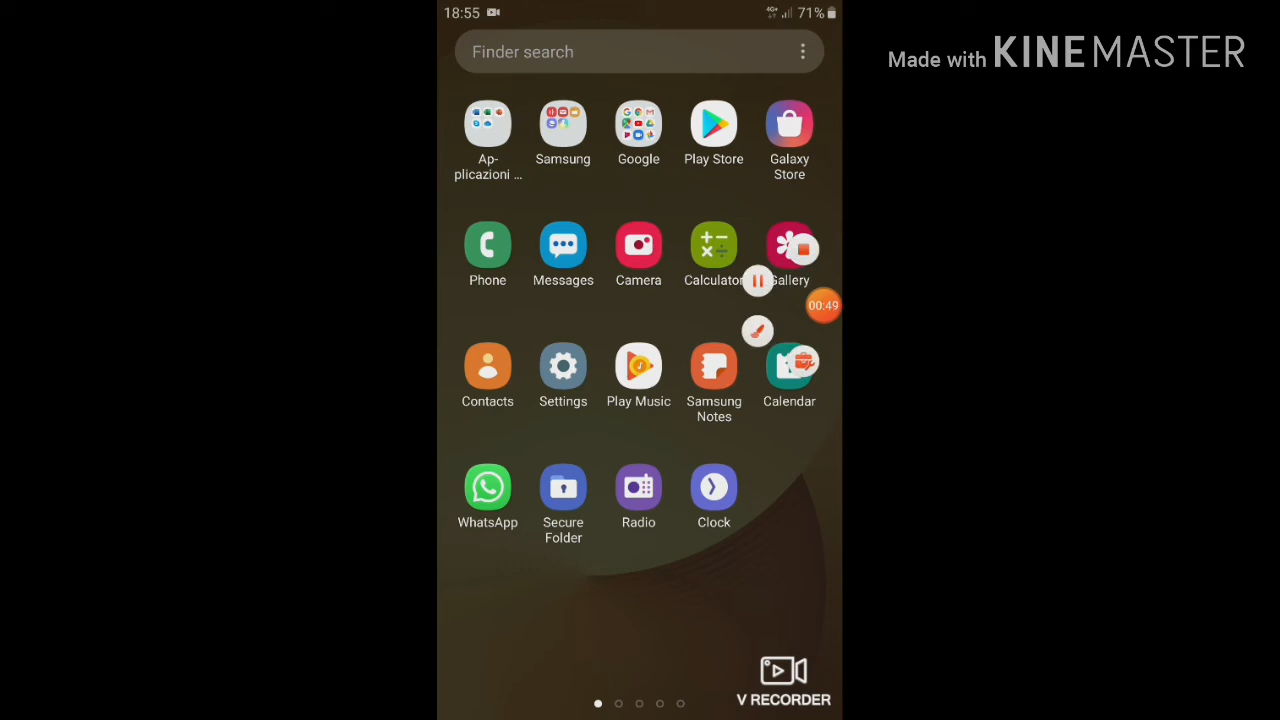 18:55 4G+ 71%
Made with KINEMASTER
Finder search
Ap-
plicazioni ...
Samsung
Google
Play Store
Galaxy
Store
Phone
Messages
Camera
Calculator
Gallery
00:49
Contacts
Settings
Play Music
Samsung
Notes
Calendar
WhatsApp
Secure
Folder
Radio
Clock
V RECORDER